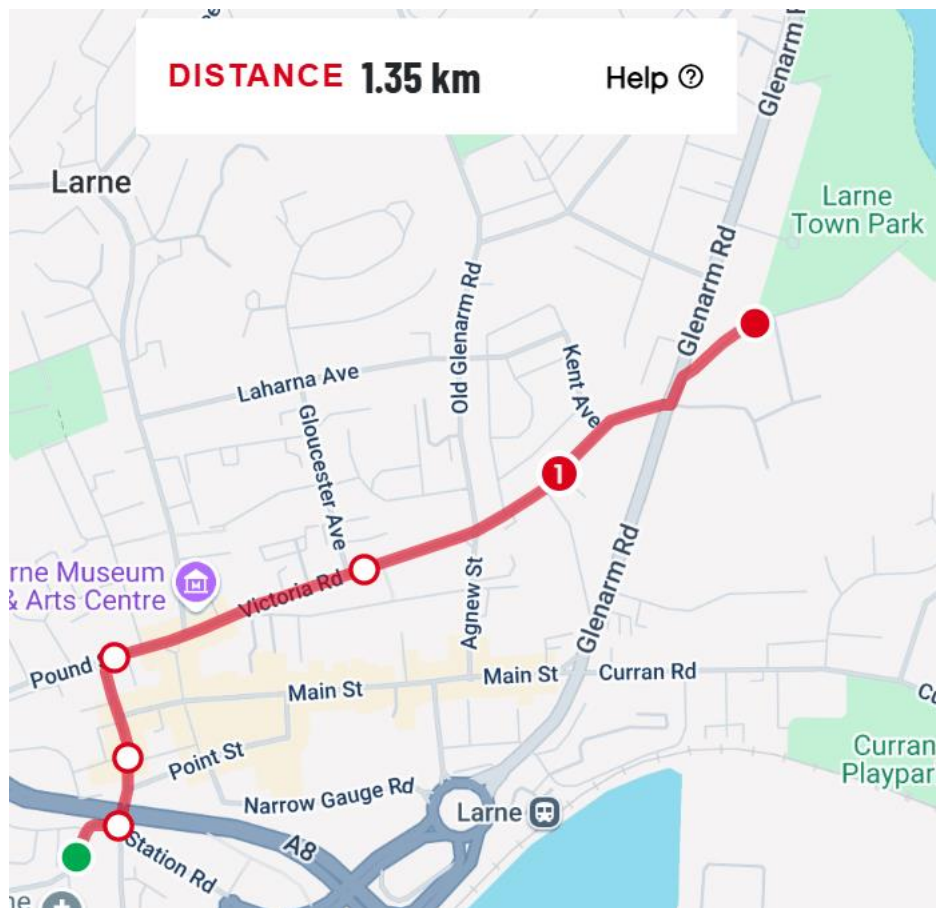 DISTANCE 1.35 km
Help ?
Glenarm R
Larne
Larne
Town Park
Glenarm Rd
Old Glenarm Rd
Kent Ave
Laharna Ave
Gloucester Ave
rne Museum
& Arts Centre
M
1
Victoria Rd
Agnew St
Glenarm Rd
Pound S
Main St
Main St
Curran Rd
Cu
Point St
Curran
Playpar
Narrow Gauge Rd
Larne
A8
Station Rd
ne